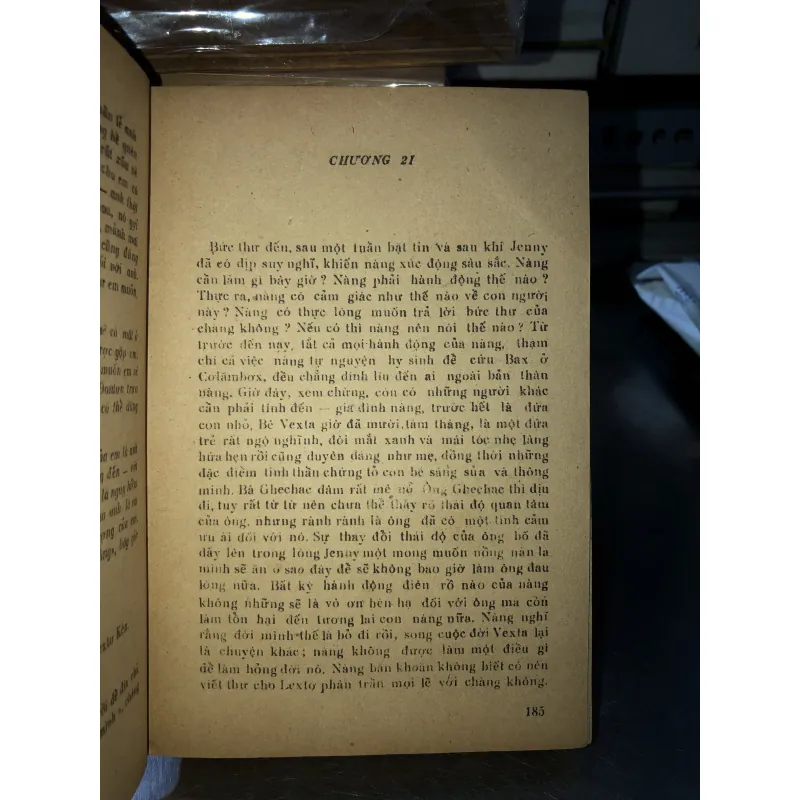 CHƯƠNG 21
Bức thư đến, sau một tuần bặt tin và sau khi Jenny
đã có dịp suy nghĩ, khiến nàng xúc động sâu sắc. Nàng
cần làm gì bây giờ ? Nàng phải hành động thế nào ?
Thực ra, nàng có cảm giác như thế nào về con người
này ? Nàng có thực lòng muốn trả lời bức thư của
chàng không ? Nếu có thì nàng nên nói thế nào ? Từ
trước đến nay, tất cả mọi hành động của nàng, thậm
chí cả việc nàng tự nguyện hy sinh để cứu Bax ở
Colămbox, đều chẳng dính líu đến ai ngoài bản thân
nàng. Giờ đây, xem chừng, còn có những người khác
cần phải tính đến — gia đình nàng, trước hết là đứa
con nhỏ. Bé Vexta giờ đã mười tám tháng, là một đứa
trẻ rất ngộ nghĩnh, đôi mắt xanh và mái tóc nhẹ làng
hứa hẹn rồi cũng duyên dáng như mẹ, đồng thời những
đặc điểm tinh thần chứng tỏ con bé sáng sủa và thông
minh. Bà Ghechac đâm rất mê nó. Ông Ghechac thì dịu
đi, tuy rất từ từ nên chưa thể thấy rõ thái độ quan tâm
của ông, nhưng rành rành là ông đã có một tình cảm
ưu ái đối với nó. Sự thay đổi thái độ của ông bố đã
dấy lên trong lòng Jenny một mong muốn nồng nàn là
mình sẽ ăn ở sao đây để sẽ không bao giờ làm ông đau
lòng nữa. Bất kỳ hành động điên rồ nào của nàng
không những sẽ là vô ơn bên hạ đối với ông mà còn
làm tổn hại đến tương lai con nàng nữa. Nàng nghĩ
rằng đời mình thế là bỏ đi rồi, song cuộc đời Vexta lại
là chuyện khác ; nàng không được làm một điều gì
để làm hỏng đời nó. Nàng băn khoăn không biết có nên
viết thư cho Lextơ phân trần mọi lẽ với chàng không.
185